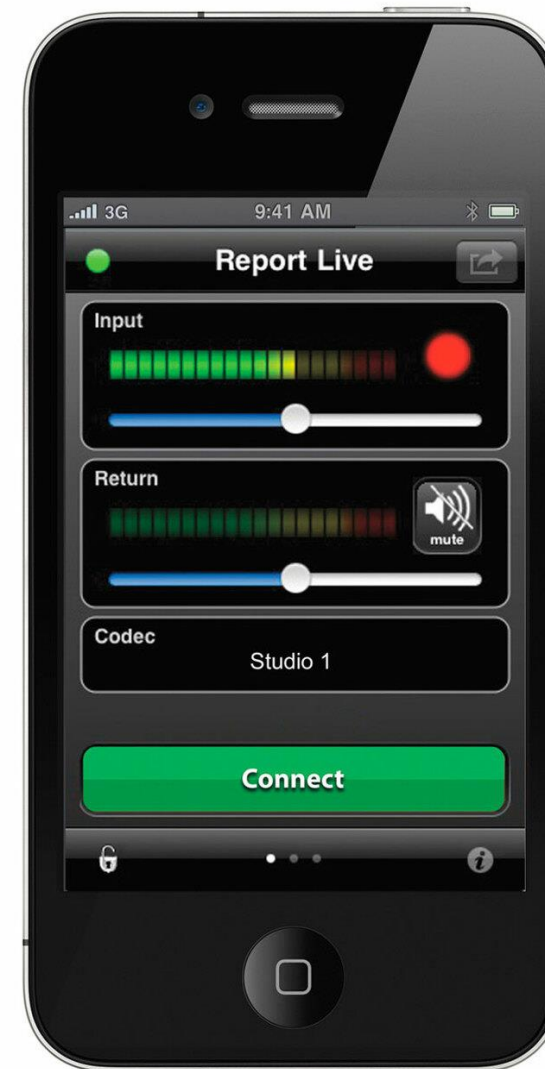 3G 9:41 AM
Report Live
Input
Return
mute
Codec
Studio 1
Connect
i